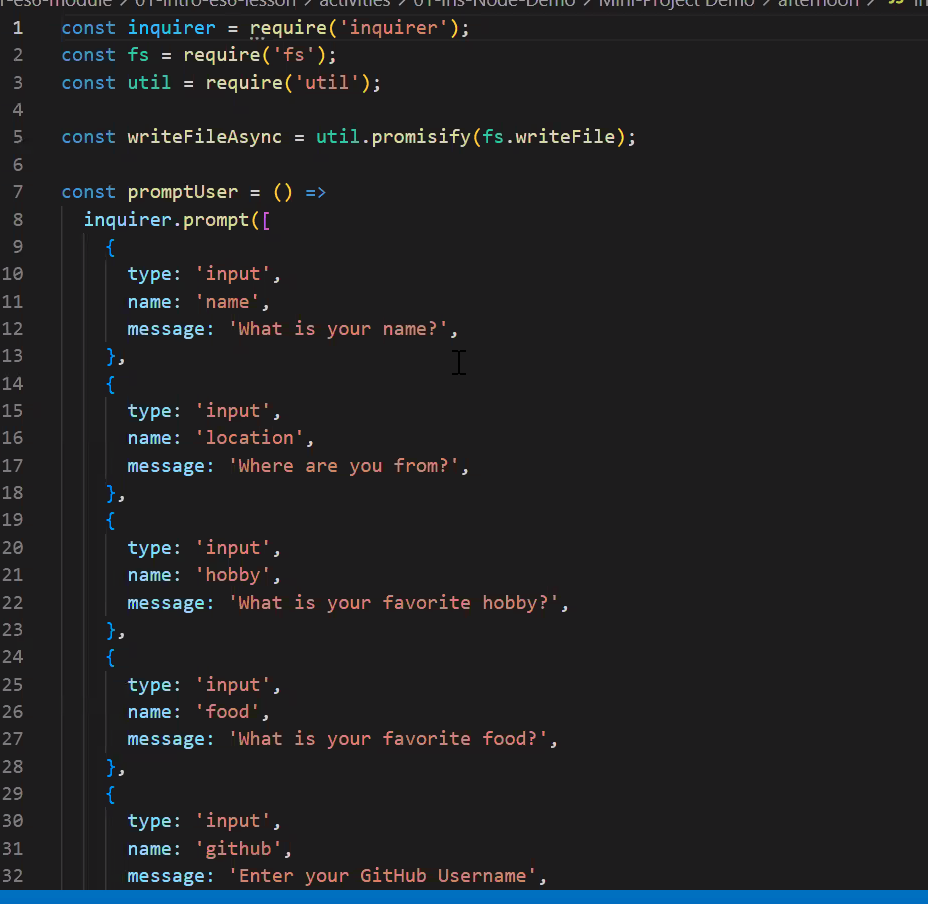 r-es6-module > 01-intro-es6-lesson > activities > 01-Ins-Node-Demo > Mini-Project Demo > afternoon > JS in
1 const inquirer = require('inquirer');
2 const fs = require('fs');
3 const util = require('util');
4
5 const writeFileAsync = util.promisify(fs.writeFile);
6
7 const promptUser = () =>
8   inquirer.prompt([
9     {
10       type: 'input',
11       name: 'name',
12       message: 'What is your name?',
13     },
14     {
15       type: 'input',
16       name: 'location',
17       message: 'Where are you from?',
18     },
19     {
20       type: 'input',
21       name: 'hobby',
22       message: 'What is your favorite hobby?',
23     },
24     {
25       type: 'input',
26       name: 'food',
27       message: 'What is your favorite food?',
28     },
29     {
30       type: 'input',
31       name: 'github',
32       message: 'Enter your GitHub Username',